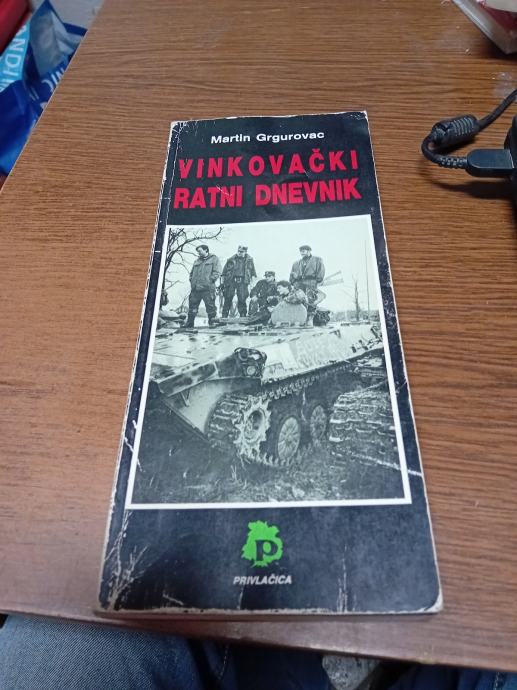 Martin Grgurovac
VINKOVAČKI
RATNI DNEVNIK
P
PRIVLAČICA